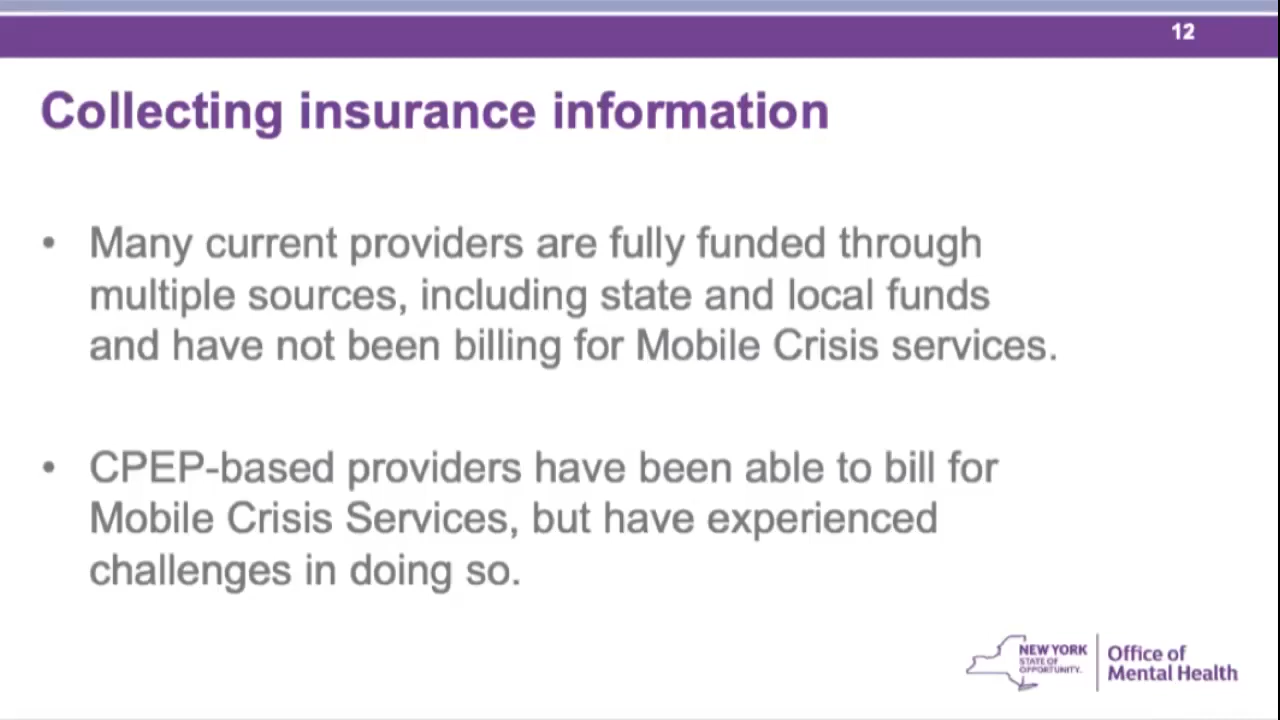 12
Collecting insurance information
• Many current providers are fully funded through
multiple sources, including state and local funds
and have not been billing for Mobile Crisis services.
• CPEP-based providers have been able to bill for
Mobile Crisis Services, but have experienced
challenges in doing so.
NEW YORK
STATE OF
OPPORTUNITY.
Office of
Mental Health